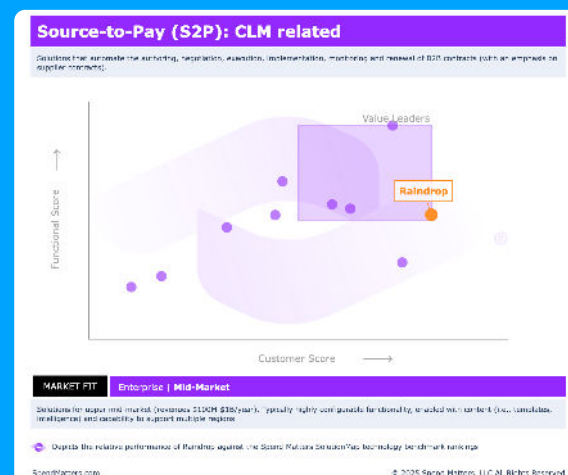 Source-to-Pay (S2P): CLM related
Solutions that automate the authoring, negotiation, execution, implementation, monitoring and renewal of B2B contracts (with an emphasis on
supplier contracts).
Value Leaders
Raindrop
Functional Score
Customer Score
MARKET FIT
Enterprise | Mid-Market
Solutions for upper mid-market (revenues $100M-$1B/year). Typically highly configurable functionality, enabled with content (i.e., templates,
intelligence) and capability to support multiple regions
Depicts the relative performance of Raindrop against the Spend Matters SolutionMap technology benchmark rankings
SpendMatters.com
© 2025 Spend Matters, LLC All Rights Reserved